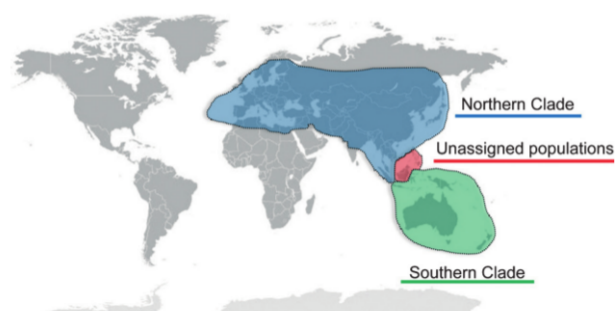 Northern Clade
Unassigned populations
Southern Clade